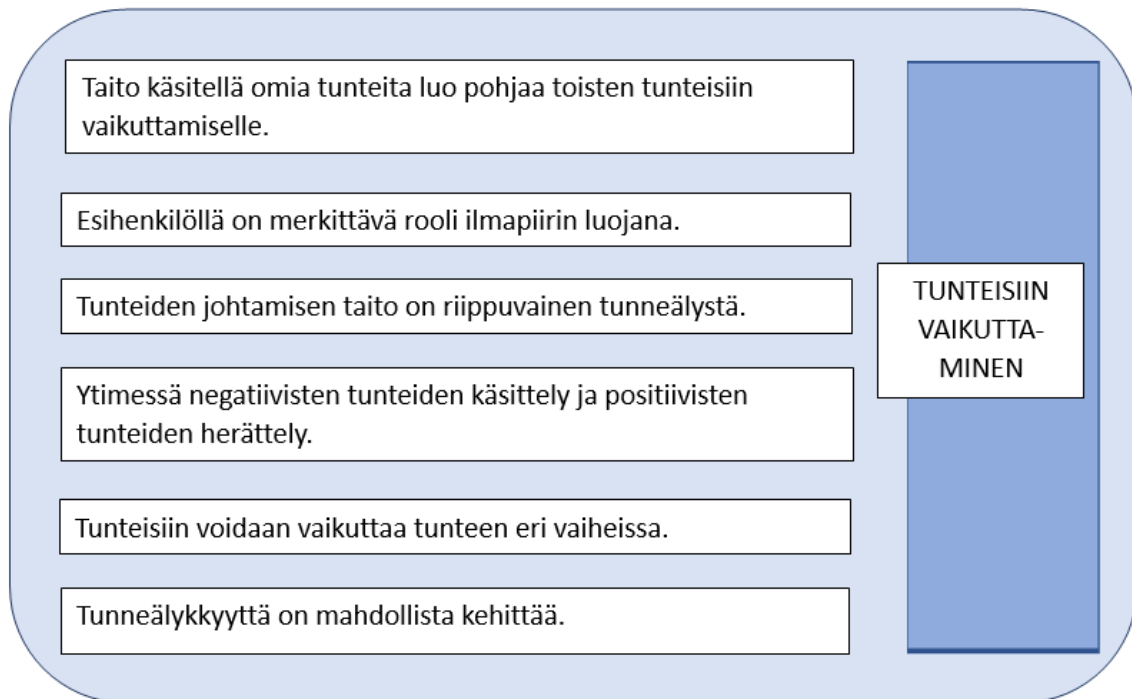 Taito käsitellä omia tunteita luo pohjaa toisten tunteisiin
vaikuttamiselle.
Esihenkilöllä on merkittävä rooli ilmapiirin luojana.
Tunteiden johtamisen taito on riippuvainen tunneälystä.
Ytimessä negatiivisten tunteiden käsittely ja positiivisten
tunteiden herättely.
Tunteisiin voidaan vaikuttaa tunteen eri vaiheissa.
Tunneälykkyyttä on mahdollista kehittää.
TUNTEISIIN
VAIKUTTA-
MINEN